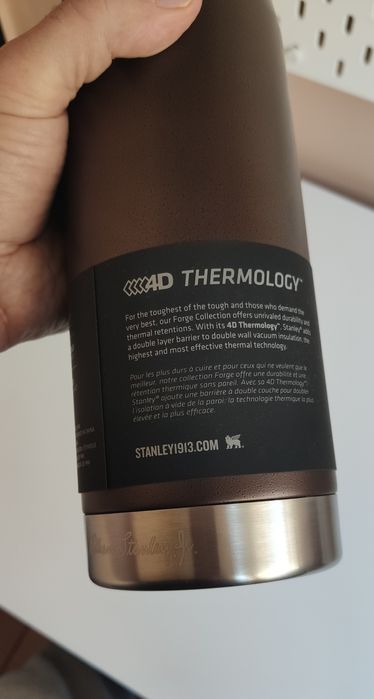 4D THERMOLOGY™
For the toughest of the tough and those who demand the
very best, our Forge Collection offers unrivaled durability and
thermal retentions. With its 4D Thermology™, Stanley® adds
a double layer barrier to double wall vacuum insulation, the
highest and most effective thermal technology.
Pour les plus durs à cuire et pour ceux qui ne veulent que le
meilleur, notre collection Forge offre une durabilité et une
rétention thermique sans pareil. Avec sa 4D Thermology™,
Stanley® ajoute une barrière à double couche pour doubler
l'isolation à vide de la paroi: la technologie thermique la plus
élevée et la plus efficace.
STANLEY1913.COM
Stanley Jr.